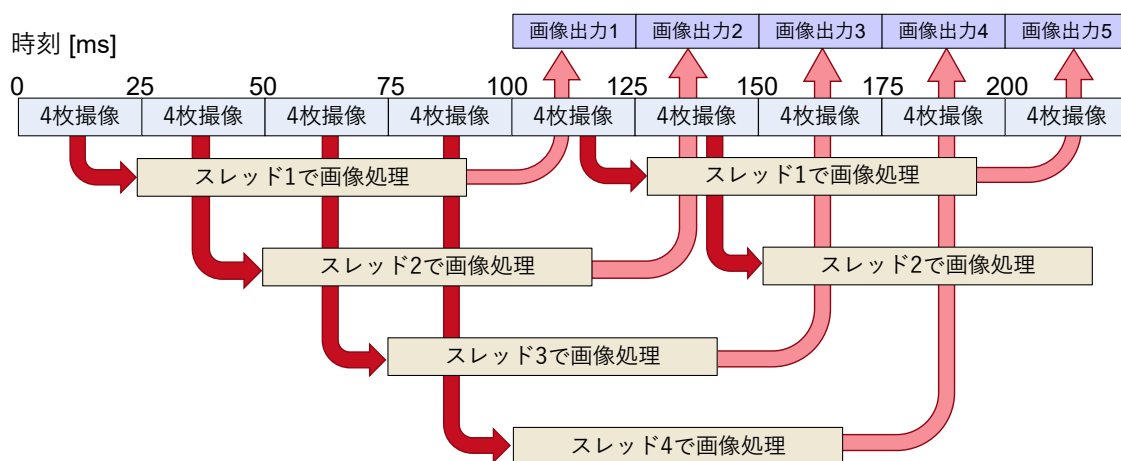 画像出力1 画像出力2 画像出力3 画像出力4 画像出力5
時刻 [ms]
0 25 50 75 100 125 150 175 200
4枚撮像 4枚撮像 4枚撮像 4枚撮像 4枚撮像 4枚撮像 4枚撮像 4枚撮像 4枚撮像
スレッド1で画像処理 スレッド1で画像処理
スレッド2で画像処理 スレッド2で画像処理
スレッド3で画像処理
スレッド4で画像処理